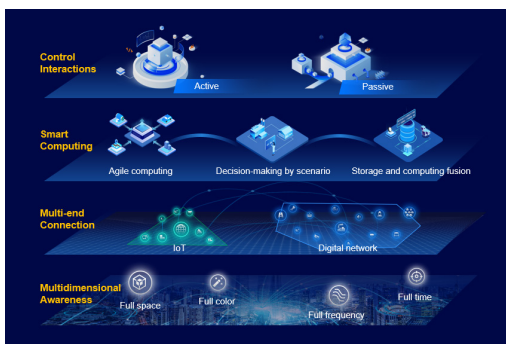 Control
Interactions
Active
Passive
Smart
Computing
Agile computing
Decision-making by scenario
Storage and computing fusion
Multi-end
Connection
IoT
Digital network
Multidimensional
Awareness
Full space
Full color
Full frequency
Full time